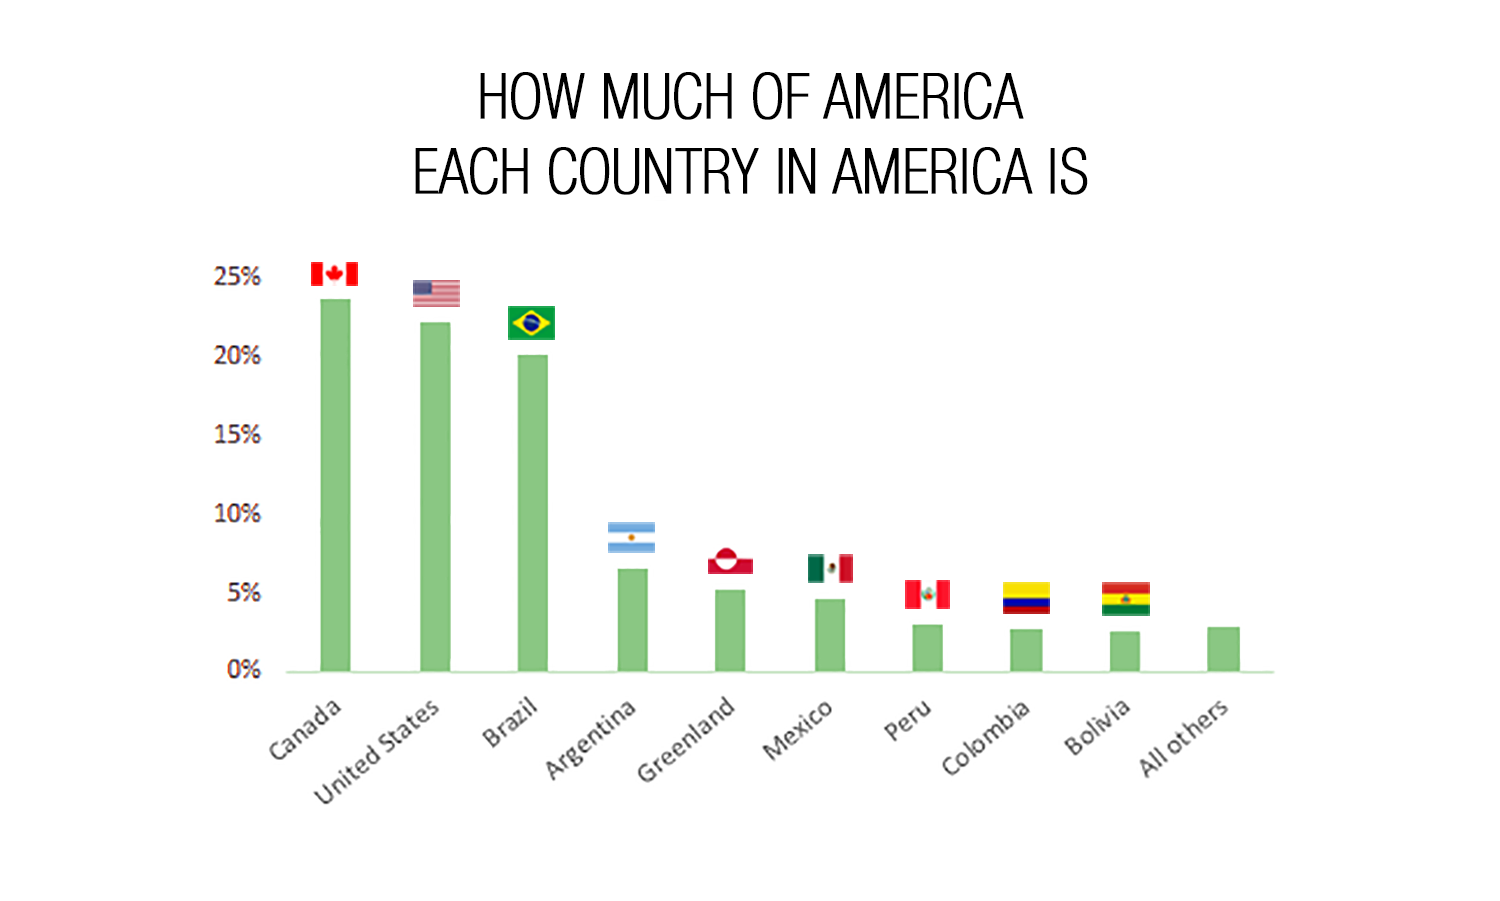 HOW MUCH OF AMERICA
EACH COUNTRY IN AMERICA IS
25%
20%
15%
10%
5%
0%
Canada
United States
Brazil
Argentina
Greenland
Mexico
Peru
Colombia
Bolivia
All others